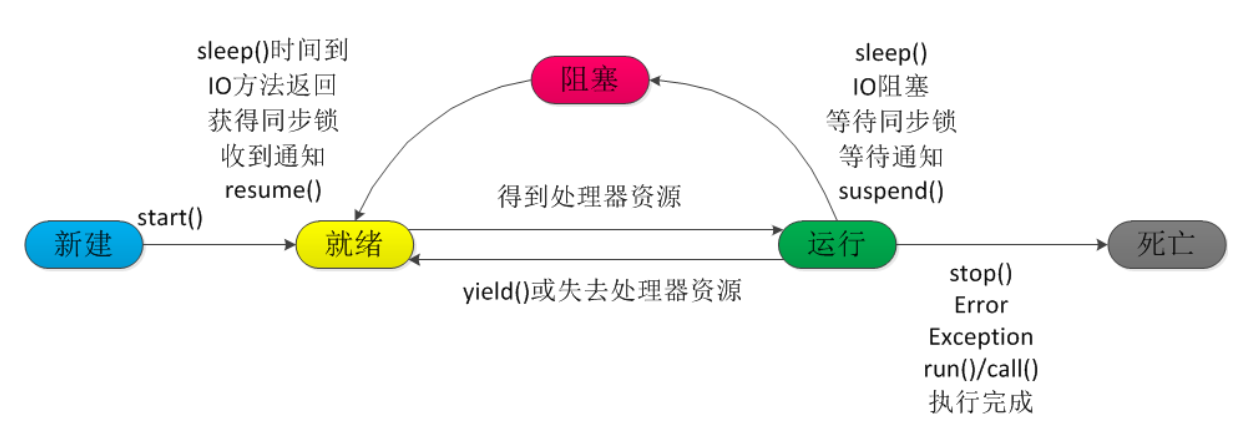 sleep()时间到
IO方法返回
获得同步锁
收到通知
resume()
阻塞
sleep()
IO阻塞
等待同步锁
等待通知
suspend()
新建
start()
就绪
得到处理器资源
yield()或失去处理器资源
运行
死亡
stop()
Error
Exception
run()/call()
执行完成